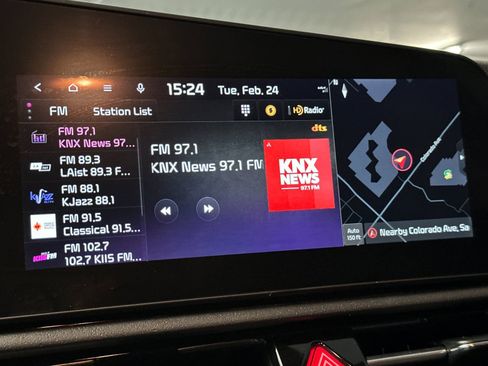 15:24 Tue, Feb. 24
FM Station List
HD Radio
dts
FM 97.1
KNX News 97...
FM 89.3
LAist 89.3 F...
FM 88.1
KJazz 88.1
FM 91.5
Classical 91.5...
FM 102.7
102.7 KIIS FM...
FM 97.1
KNX News 97.1 FM
KNX
NEWS
97.1 FM
Colorado Ave
Auto
150 ft
Nearby Colorado Ave, Sa